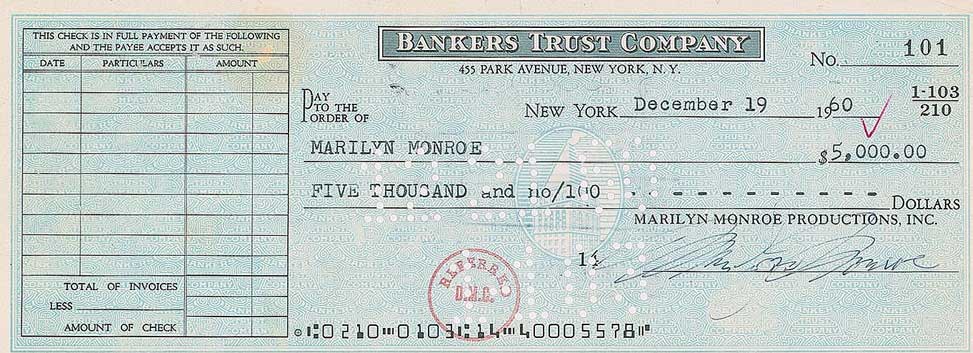 THIS CHECK IS IN FULL PAYMENT OF THE FOLLOWING
AND THE PAYEE ACCEPTS IT AS SUCH.
DATE PARTICULARS AMOUNT
TOTAL OF INVOICES
LESS
AMOUNT OF CHECK
BANKERS TRUST COMPANY
455 PARK AVENUE, NEW YORK, N. Y.
No. 101
PAY TO THE ORDER OF
NEW YORK December 19 1960
1-103
210
MARILYN MONROE $5,000.00
FIVE THOUSAND and no/100 DOLLARS
MARILYN MONROE PRODUCTIONS, INC.
Marilyn Monroe
0210 0103 14 40005578